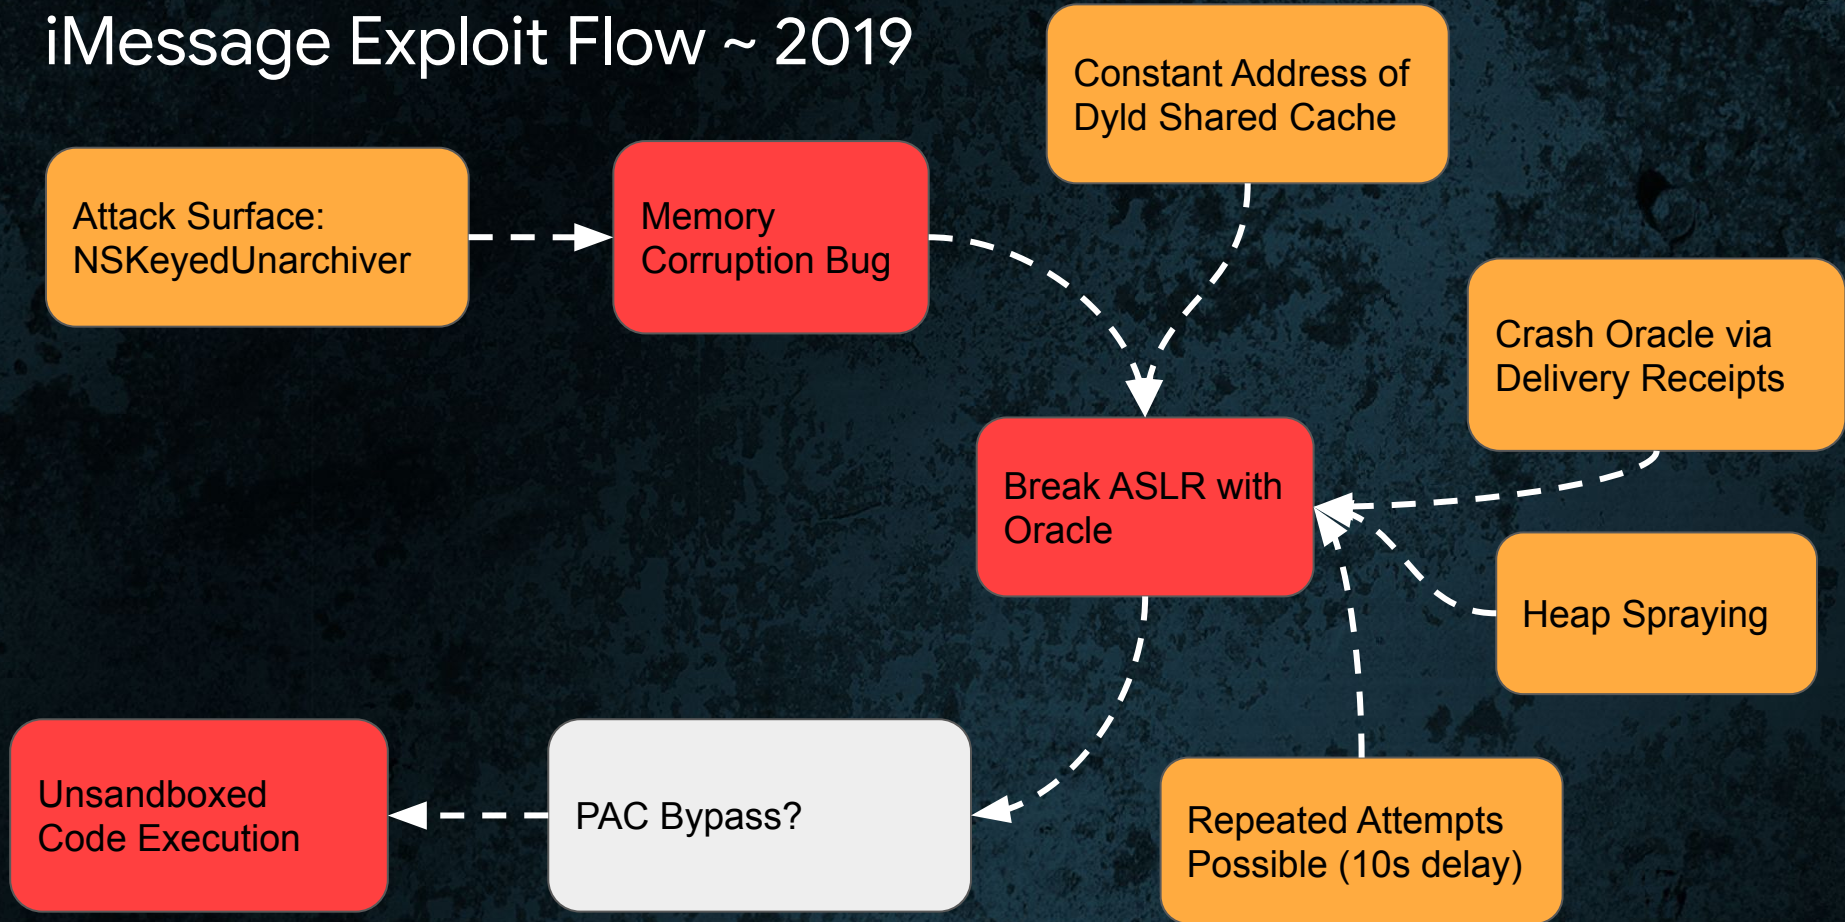 iMessage Exploit Flow ~ 2019
Constant Address of
Dyld Shared Cache
Attack Surface:
NSKeyedUnarchiver
Memory
Corruption Bug
Crash Oracle via
Delivery Receipts
Break ASLR with
Oracle
Heap Spraying
Unsandboxed
Code Execution
PAC Bypass?
Repeated Attempts
Possible (10s delay)